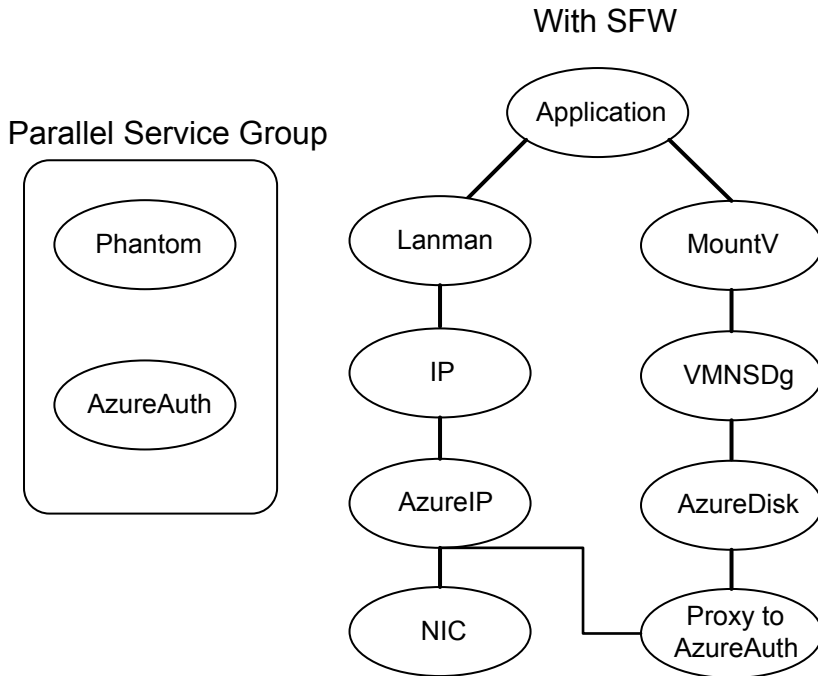 With SFW
Application
Parallel Service Group
Phantom
Lanman
MountV
IP
VMNSDg
AzureAuth
AzureIP
AzureDisk
NIC
Proxy to
AzureAuth